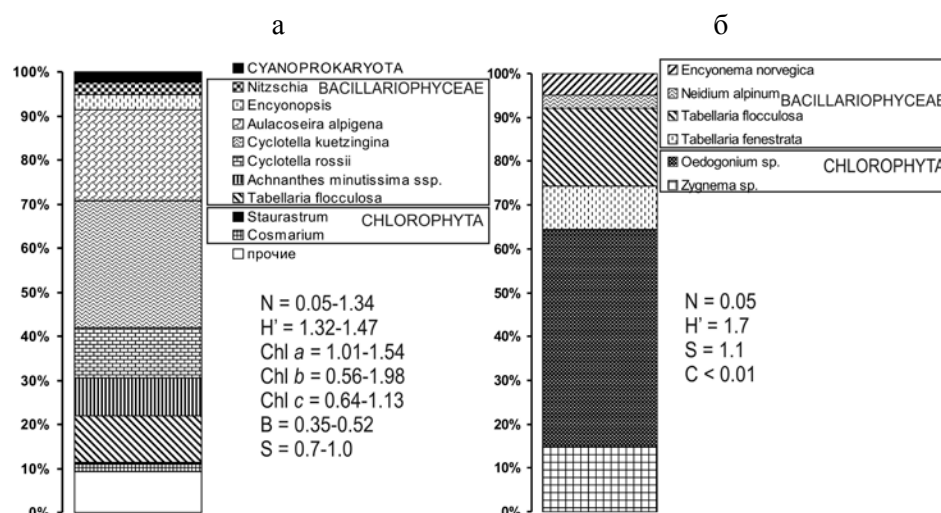 а
100%
90%
80%
70%
60%
50%
40%
30%
20%
10%
0%
CYANOPROKARYOTA
Nitzschia BACILLARIOPHYCEAE
Encyonopsis
Aulacoseira alpigena
Cyclotella kuetzingina
Cyclotella rossii
Achnanthes minutissima ssp.
Tabellaria flocculosa
Staurastrum CHLOROPHYTA
Cosmarium
прочие
N = 0.05-1.34
H' = 1.32-1.47
Chl a = 1.01-1.54
Chl b = 0.56-1.98
Chl c = 0.64-1.13
B = 0.35-0.52
S = 0.7-1.0
б
100%
90%
80%
70%
60%
50%
40%
30%
20%
10%
0%
Encyonema norvegica
Neidium alpinum BACILLARIOPHYCEAE
Tabellaria flocculosa
Tabellaria fenestrata
Oedogonium sp. CHLOROPHYTA
Zygnema sp.
N = 0.05
H' = 1.7
S = 1.1
C < 0.01